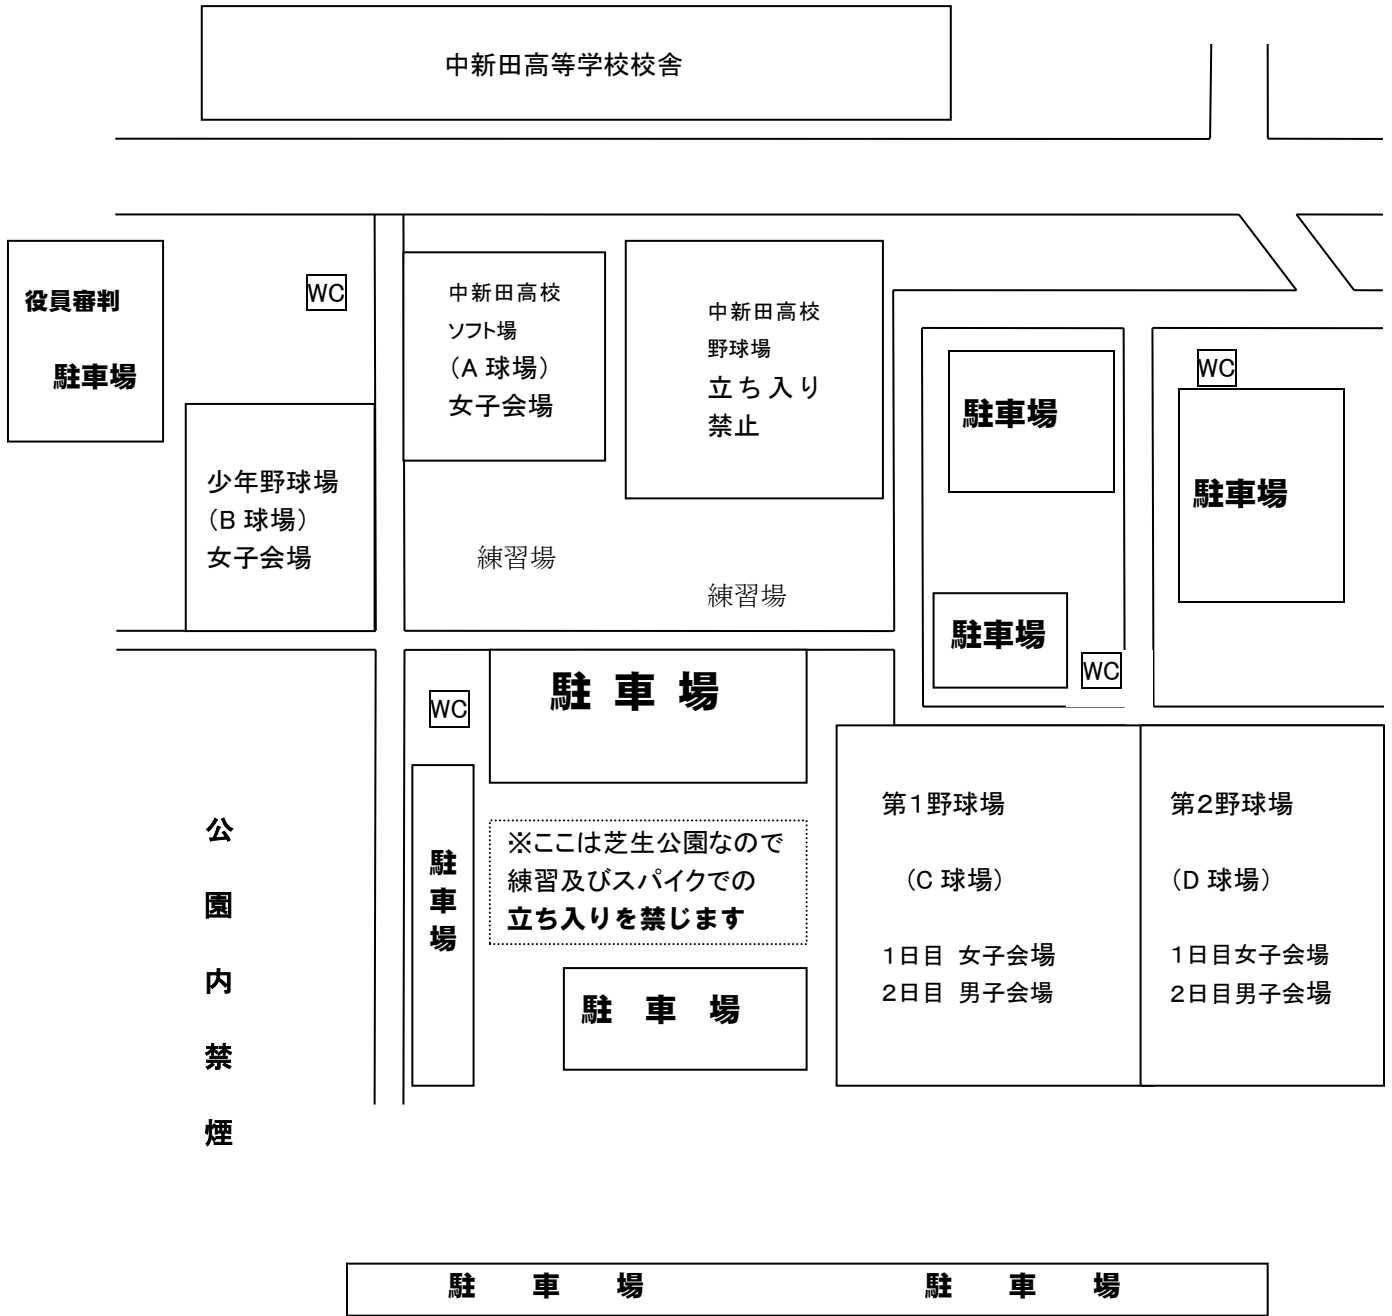 中新田高等学校校舎
役員審判
駐車場
WC
中新田高校
ソフト場
（A 球場）
女子会場
中新田高校
野球場
立ち入り
禁止
駐車場
WC
駐車場
少年野球場
（B 球場）
女子会場
練習場
練習場
駐車場
WC
WC
駐 車 場
公
園
内
禁
煙
駐
車
場
※ここは芝生公園なので
練習及びスパイクでの
立ち入りを禁じます
駐 車 場
第１野球場
（C 球場）
１日目 女子会場
２日目 男子会場
第２野球場
（D 球場）
１日目女子会場
２日目男子会場
駐 車 場 駐 車 場